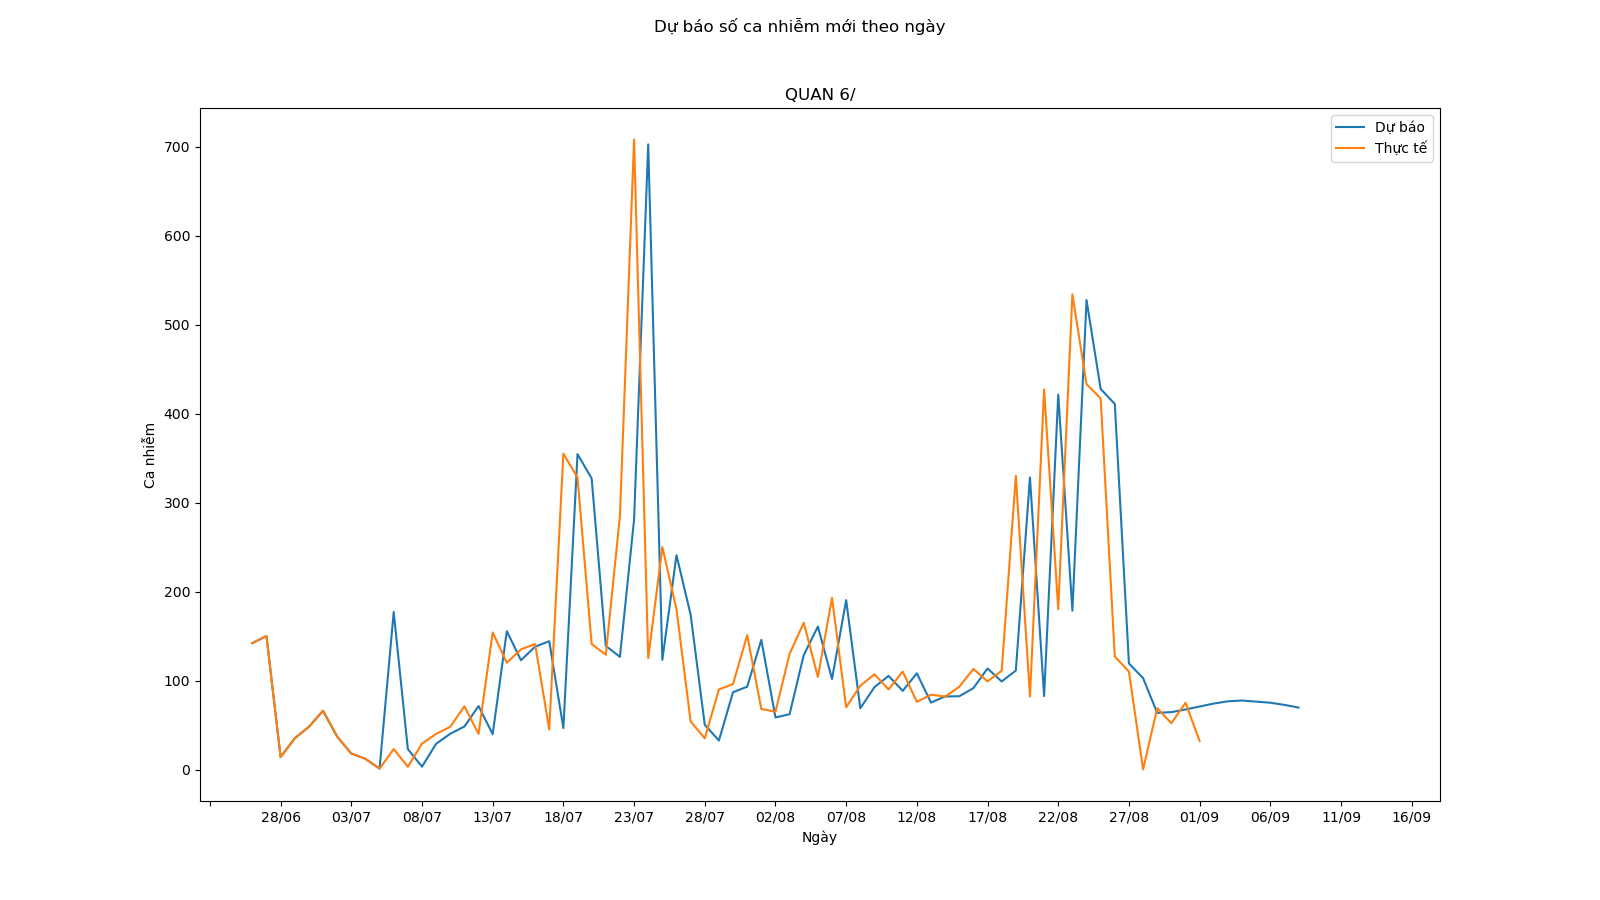 Dự báo số ca nhiễm mới theo ngày
QUAN 6/
Dự báo
Thực tế
700
600
500
400
300
200
100
0
Ca nhiễm
28/06 03/07 08/07 13/07 18/07 23/07 28/07 02/08 07/08 12/08 17/08 22/08 27/08 01/09 06/09 11/09 16/09
Ngày